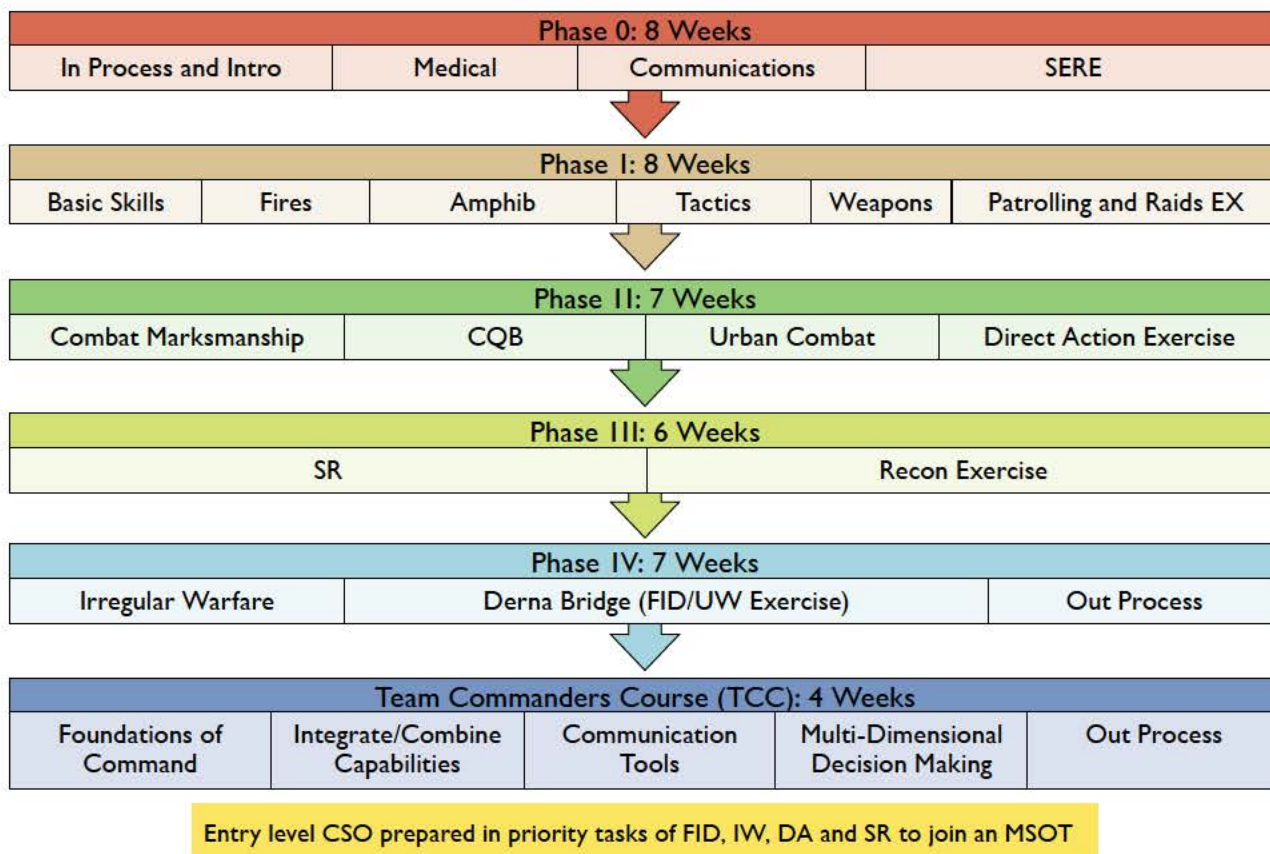 Phase 0: 8 Weeks
In Process and Intro
Medical
Communications
SERE
Phase I: 8 Weeks
Basic Skills
Fires
Amphib
Tactics
Weapons
Patrolling and Raids EX
Phase II: 7 Weeks
Combat Marksmanship
CQB
Urban Combat
Direct Action Exercise
Phase III: 6 Weeks
SR
Recon Exercise
Phase IV: 7 Weeks
Irregular Warfare
Derna Bridge (FID/UW Exercise)
Out Process
Team Commanders Course (TCC): 4 Weeks
Foundations of
Command
Integrate/Combine
Capabilities
Communication
Tools
Multi-Dimensional
Decision Making
Out Process
Entry level CSO prepared in priority tasks of FID, IW, DA and SR to join an MSOT